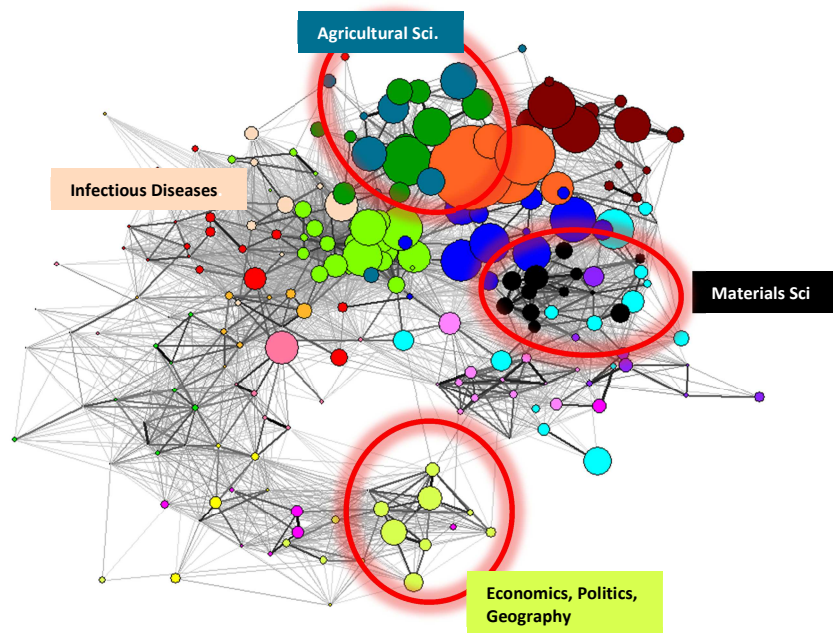 Agricultural Sci.
Infectious Diseases
Materials Sci
Economics, Politics,
Geography